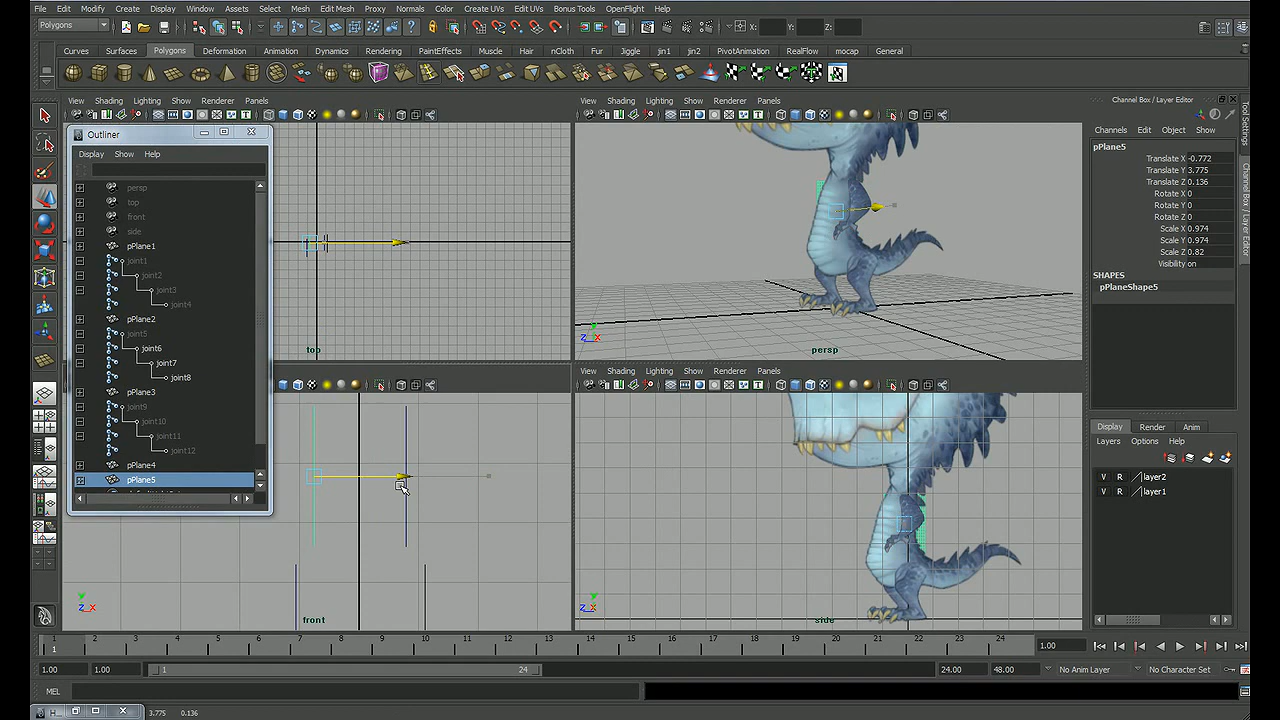 File Edit Modify Create Display Window Assets Select Mesh Edit Mesh Proxy Normals Color Create UVs Edit UVs Bonus Tools OpenFlight Help
Polygons X: Y: Z:
Curves Surfaces Polygons Deformation Animation Dynamics Rendering PaintEffects Muscle Hair nCloth Fur Jiggle jin1 jin2 PivotAnimation RealFlow mocap General
View Shading Lighting Show Renderer Panels
View Shading Lighting Show Renderer Panels
Channel Box / Layer Editor
Outliner
Display Show Help
persp
top
front
side
pPlane1
joint1
joint2
joint3
joint4
pPlane2
joint5
joint6
joint7
joint8
pPlane3
joint9
joint10
joint11
joint12
pPlane4
pPlane5
top
persp
View Shading Lighting Show Renderer Panels
front
side
Channels Edit Object Show
pPlane5
Translate X -0.772
Translate Y 3.775
Translate Z 0.136
Rotate X 0
Rotate Y 0
Rotate Z 0
Scale X 0.974
Scale Y 0.974
Scale Z 0.82
Visibility on
SHAPES
pPlaneShape5
Tool Settings
Channel Box / Layer Editor
Display Render Anim
Layers Options Help
V R layer2
V R layer1
1 2 3 4 5 6 7 8 9 10 11 12 13 14 15 16 17 18 19 20 21 22 23 24
1
1.00
1.00 1.00 1 24 24.00 48.00 No Anim Layer No Character Set
MEL
3.775 0.136